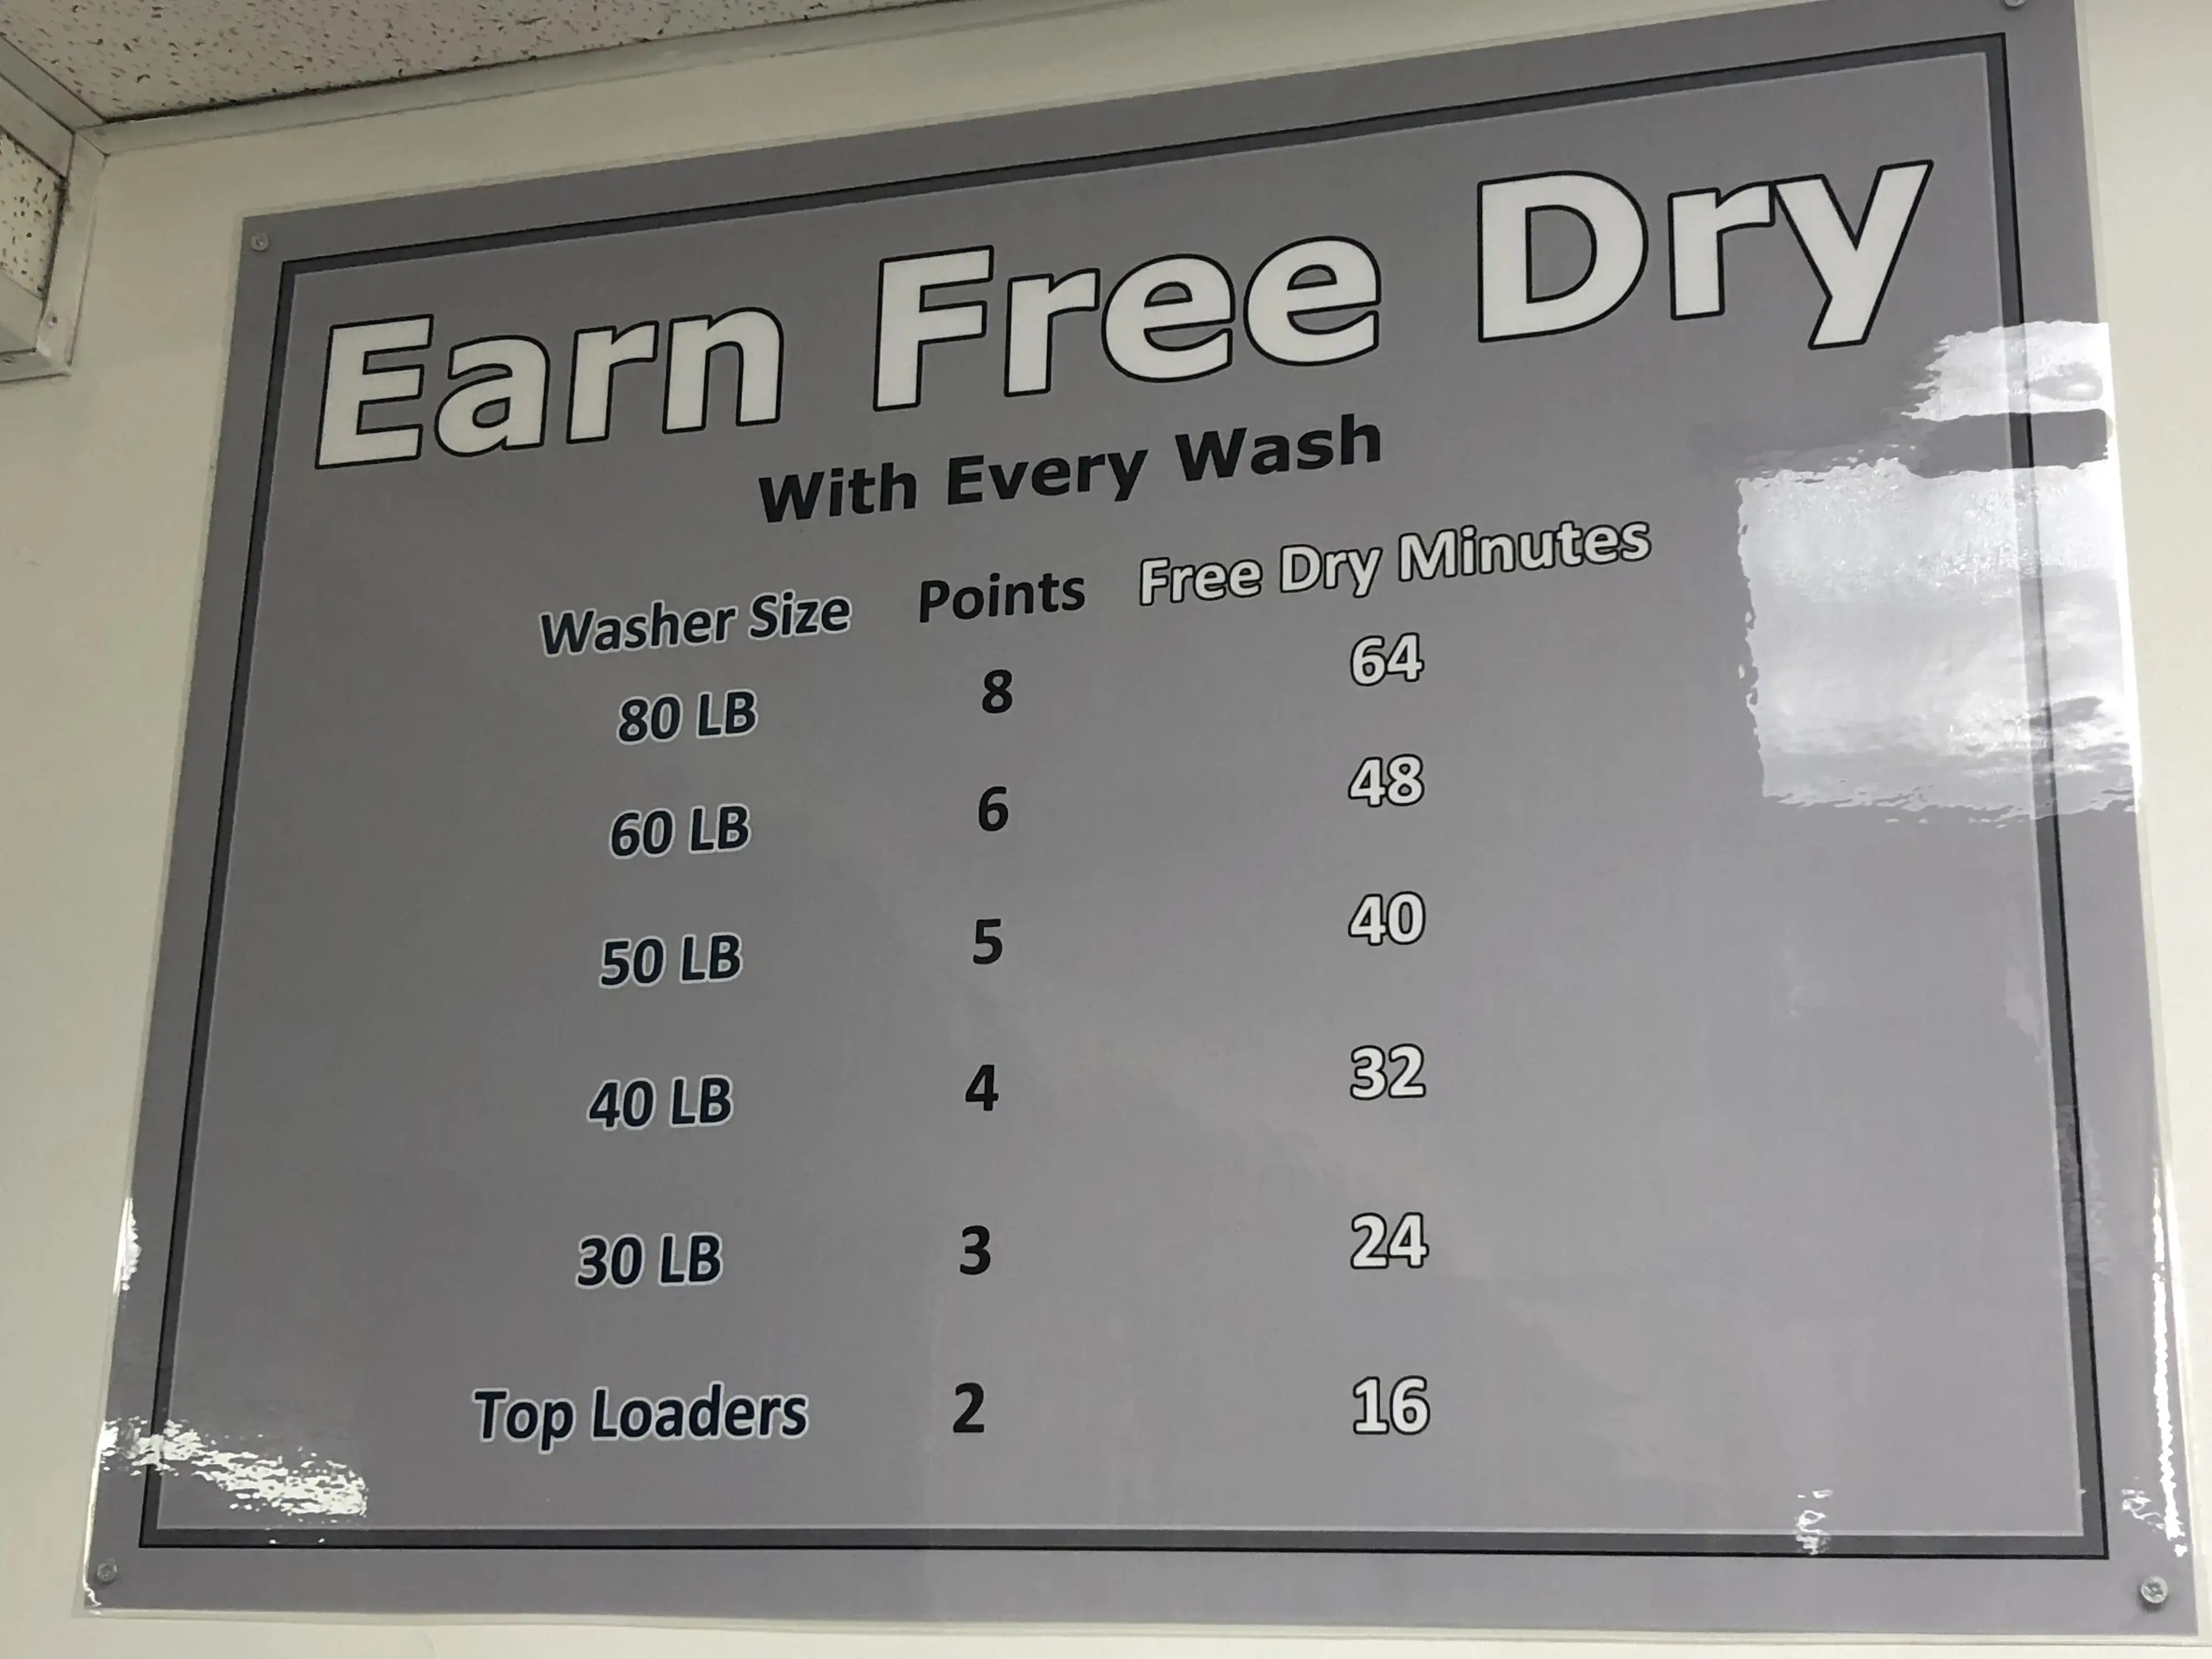 Earn Free Dry
With Every Wash
Washer Size Points Free Dry Minutes
80 LB 8 64
60 LB 6 48
50 LB 5 40
40 LB 4 32
30 LB 3 24
Top Loaders 2 16